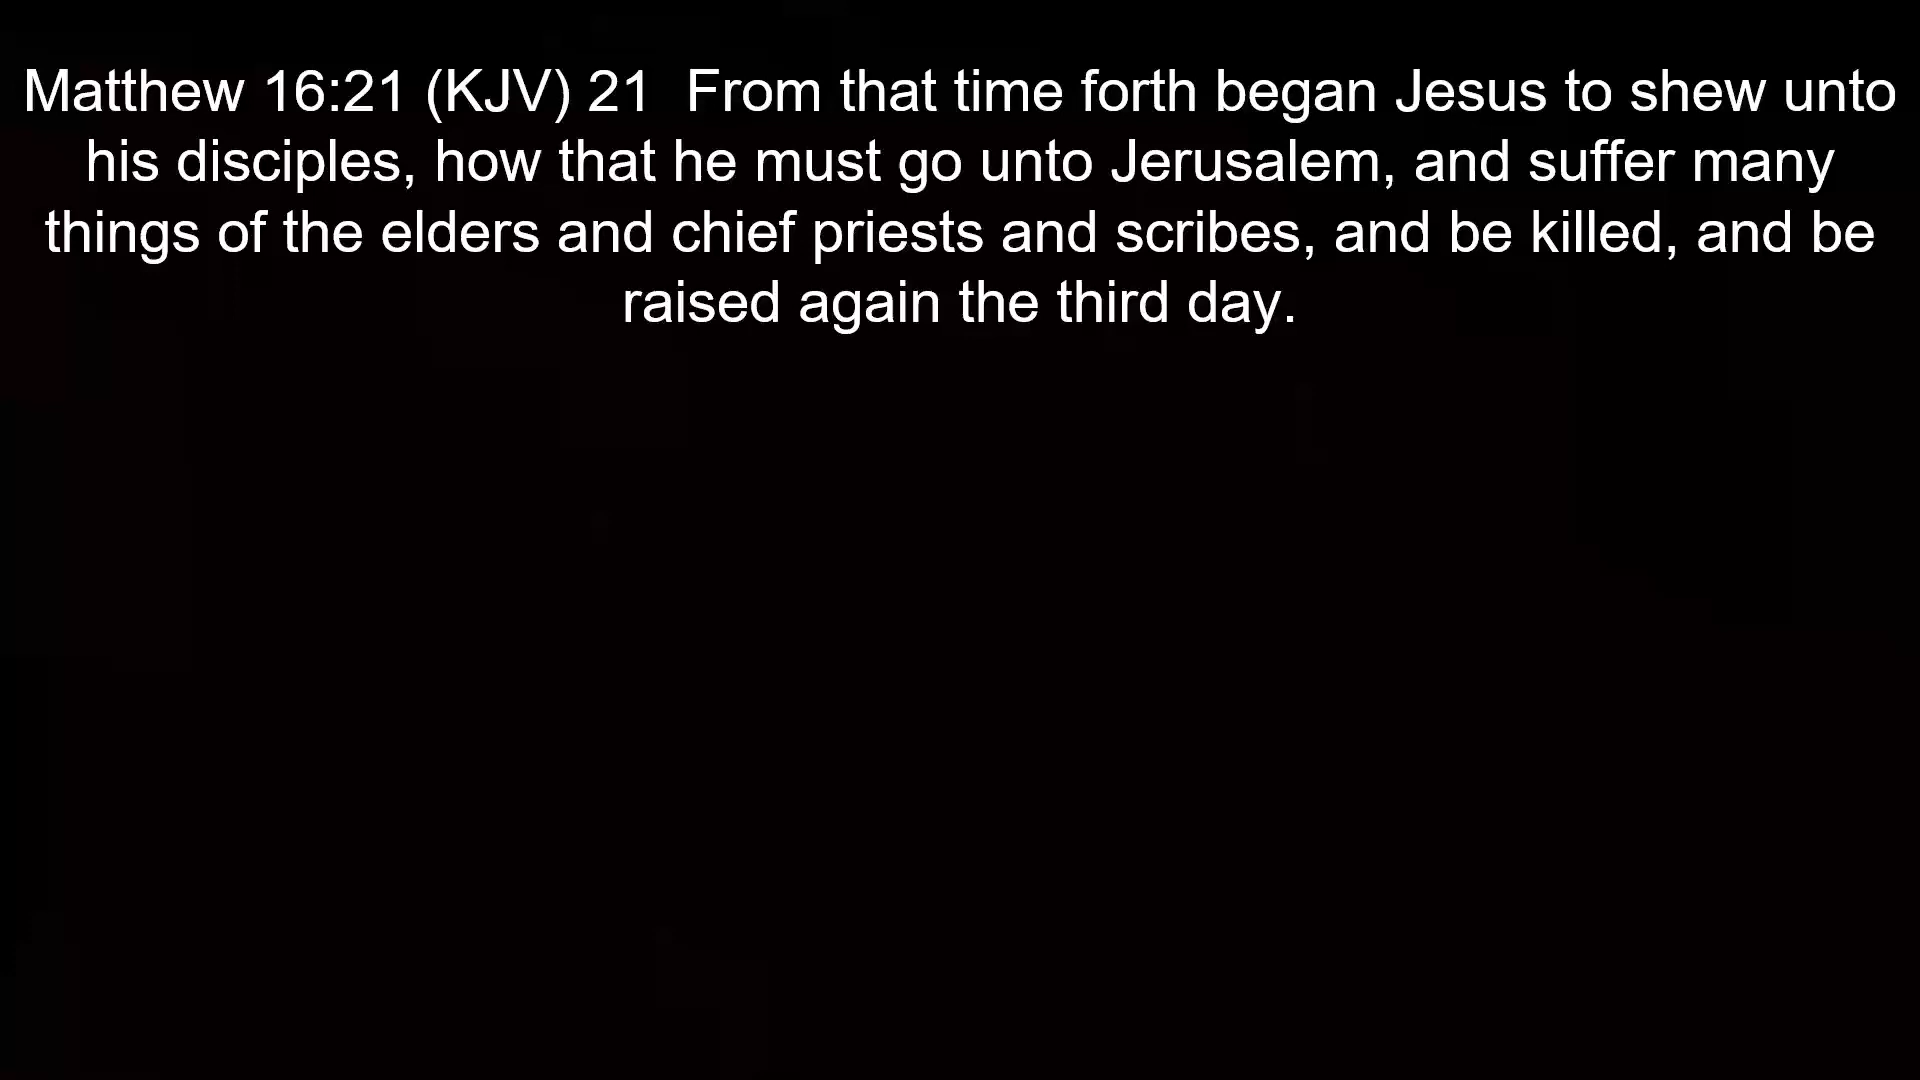 Matthew 16:21 (KJV) 21  From that time forth began Jesus to shew unto
his disciples, how that he must go unto Jerusalem, and suffer many
things of the elders and chief priests and scribes, and be killed, and be
raised again the third day.